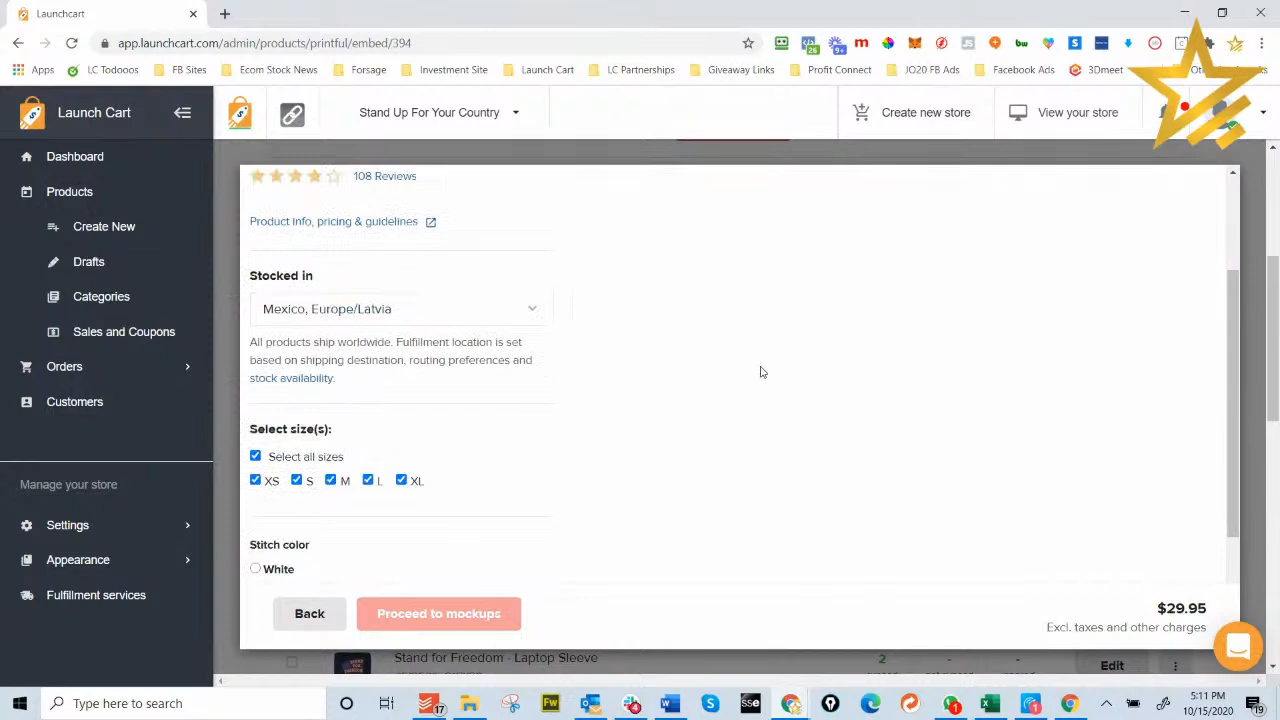 Launchcart
app.launchcart.com/admin/products/printful/embed/394
Apps
LC Todooos
FB Sites
Ecom Stock News
Forsage
Investment Site
Launch Cart
LC Partnerships
Giveaway Links
Profit Connect
JO20 FB Ads
Facebook Ads
3Dmeet
Launch Cart
Stand Up For Your Country
Create new store
View your store
Dashboard
Products
Create New
Drafts
Categories
Sales and Coupons
Orders
Customers
Manage your store
Settings
Appearance
Fulfillment services
108 Reviews
Product info, pricing & guidelines
Stocked in
Mexico, Europe/Latvia
All products ship worldwide. Fulfillment location is set
based on shipping destination, routing preferences and
stock availability.
Select size(s):
Select all sizes
XS S M L XL
Stitch color
White
Back
Proceed to mockups
$29.95
Excl. taxes and other charges
Stand for Freedom - Laptop Sleeve
2
Edit
Type here to search
5:11 PM
10/15/2020